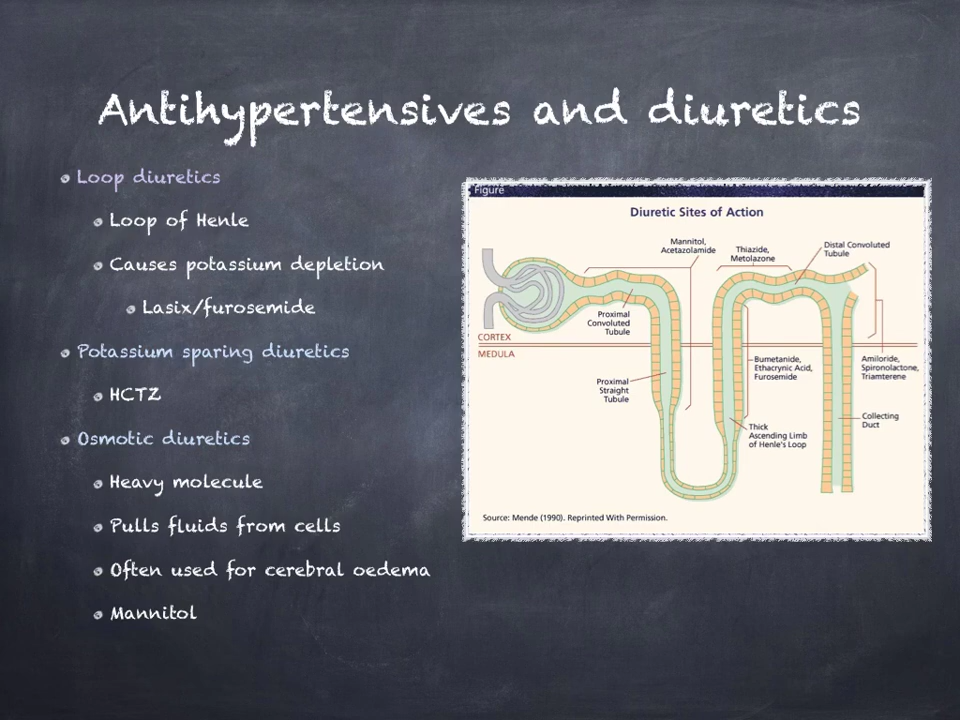 Antihypertensives and diuretics
Loop diuretics
Loop of Henle
Causes potassium depletion
Lasix/furosemide
Potassium sparing diuretics
HCTZ
Osmotic diuretics
Heavy molecule
Pulls fluids from cells
Often used for cerebral oedema
Mannitol
Figure
Diuretic Sites of Action
Mannitol,
Acetazolamide
Thiazide,
Metolazone
Distal Convoluted
Tubule
Proximal
Convoluted
Tubule
CORTEX
MEDULA
Proximal
Straight
Tubule
Bumetanide,
Ethacrynic Acid,
Furosemide
Amiloride,
Spironolactone,
Triamterene
Thick
Ascending Limb
of Henle's Loop
Collecting
Duct
Source: Mende (1990). Reprinted With Permission.